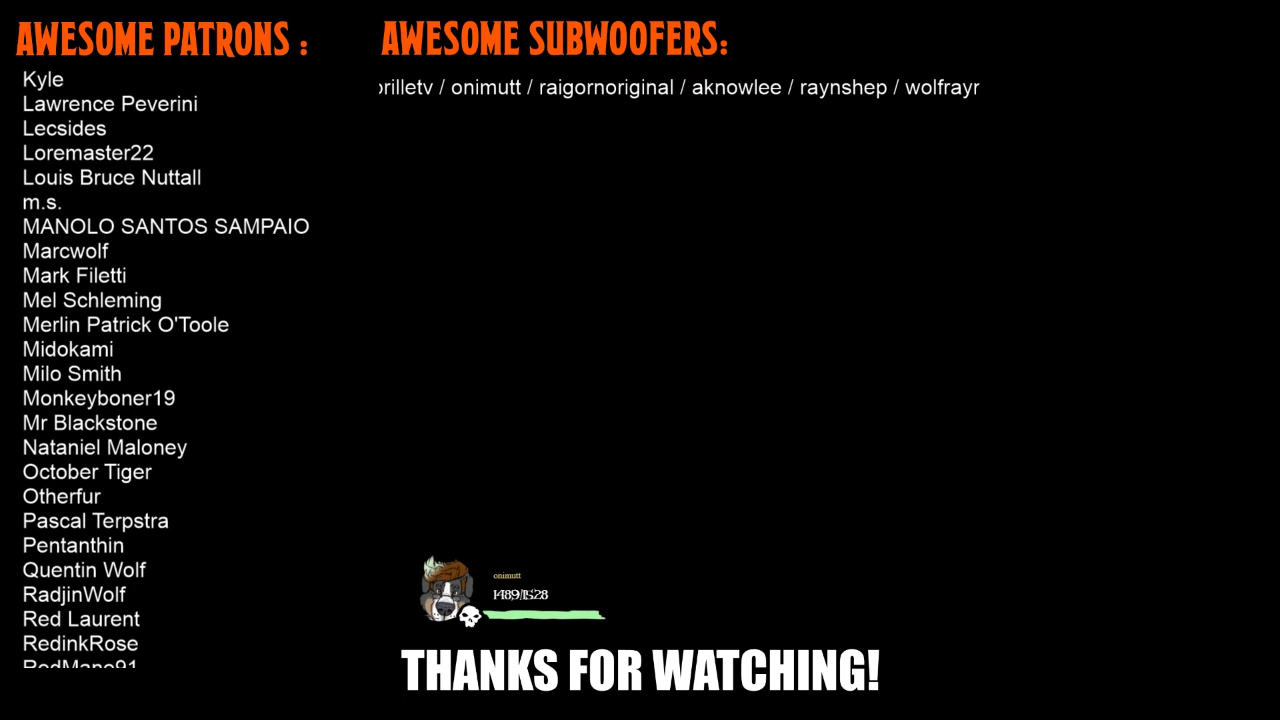 AWESOME PATRONS :
Kyle
Lawrence Peverini
Lecsides
Loremaster22
Louis Bruce Nuttall
m.s.
MANOLO SANTOS SAMPAIO
Marcwolf
Mark Filetti
Mel Schleming
Merlin Patrick O'Toole
Midokami
Milo Smith
Monkeyboner19
Mr Blackstone
Nataniel Maloney
October Tiger
Otherfur
Pascal Terpstra
Pentanthin
Quentin Wolf
RadjinWolf
Red Laurent
RedinkRose
RedMane91
AWESOME SUBWOOFERS:
/ onimutt / raigornoriginal / aknowlee / raynshep /
onimutt
THANKS FOR WATCHING!